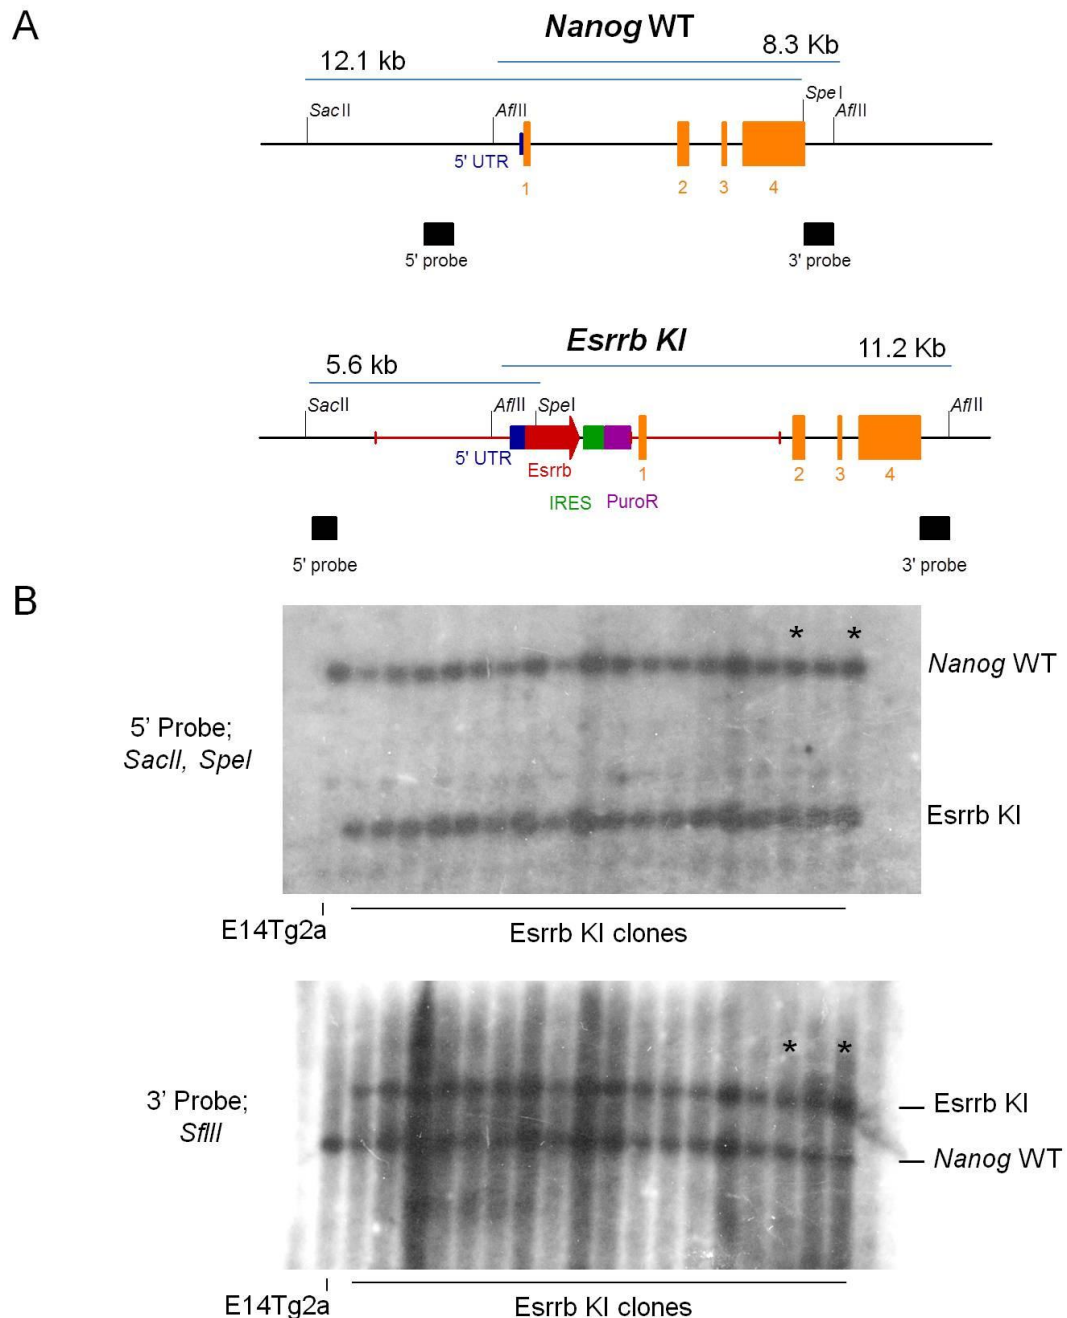 A
Nanog WT
12.1 kb
8.3 Kb
SacII
AflII
SpeI
AflII
5' UTR
1
2
3
4
5' probe
3' probe
Esrrb KI
5.6 kb
11.2 Kb
SacII
AflII
SpeI
AflII
5' UTR
Esrrb
1
2
3
4
IRES
PuroR
5' probe
3' probe
B
* *
Nanog WT
5' Probe;
SacII, SpeI
Esrrb KI
E14Tg2a
Esrrb KI clones
* *
3' Probe;
SflII
Esrrb KI
Nanog WT
E14Tg2a
Esrrb KI clones